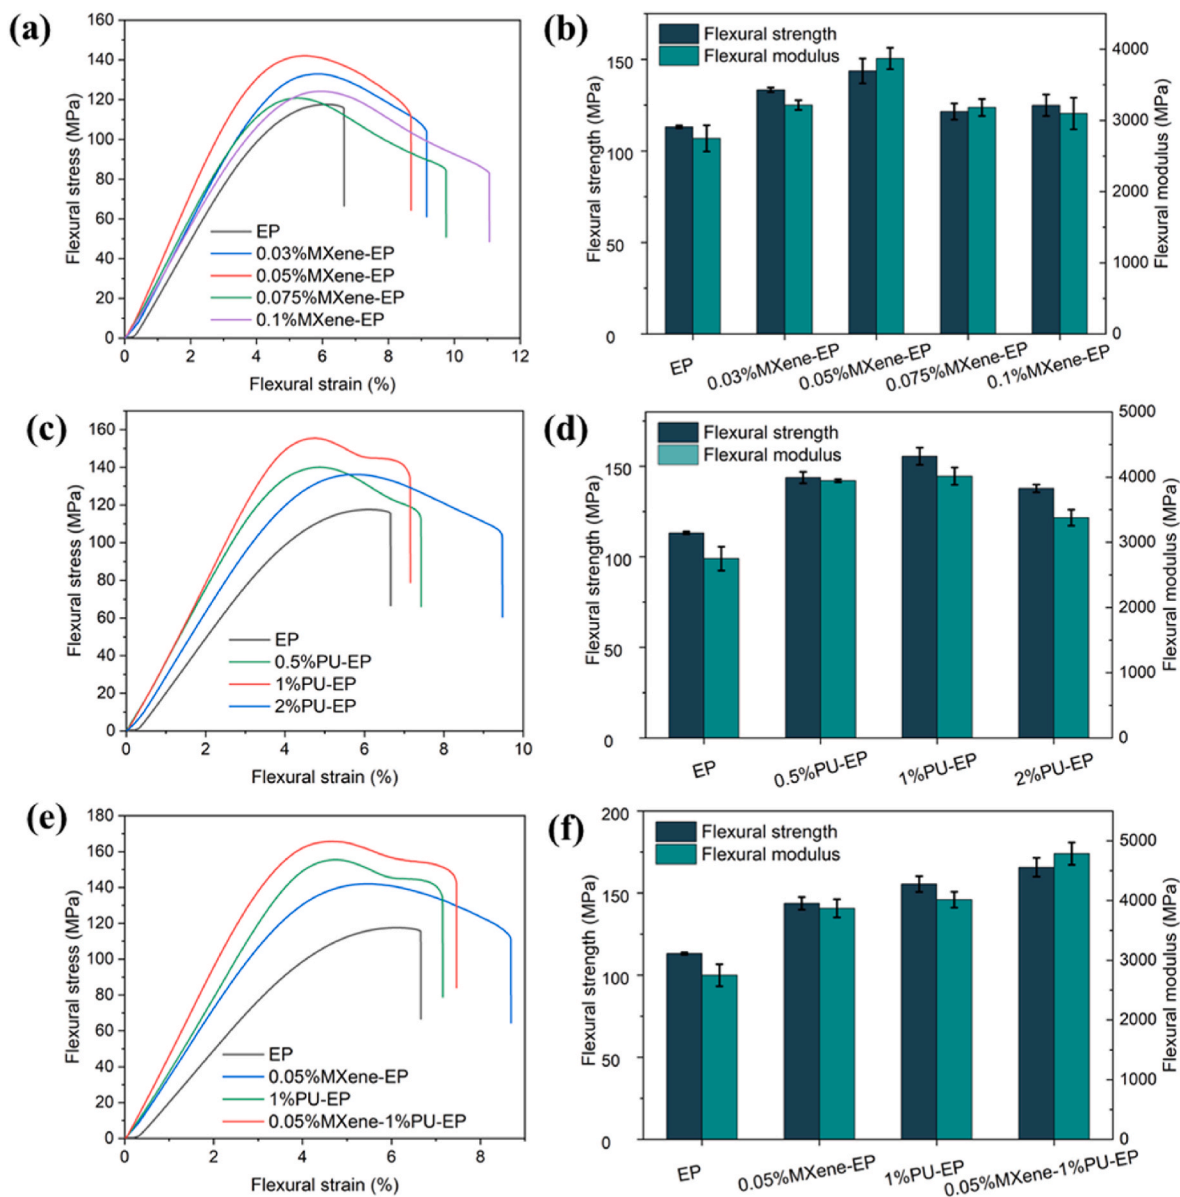 (a)
160
140
120
100
80
60
40
20
0
Flexural stress (MPa)
EP
0.03%MXene-EP
0.05%MXene-EP
0.075%MXene-EP
0.1%MXene-EP
0 2 4 6 8 10 12
Flexural strain (%)
(b)
Flexural strength
Flexural modulus
150
100
50
0
Flexural strength (MPa)
4000
3000
2000
1000
0
Flexural modulus (MPa)
EP 0.03%MXene-EP 0.05%MXene-EP 0.075%MXene-EP 0.1%MXene-EP
(c)
160
140
120
100
80
60
40
20
0
Flexural stress (MPa)
EP
0.5%PU-EP
1%PU-EP
2%PU-EP
0 2 4 6 8 10
Flexural strain (%)
(d)
Flexural strength
Flexural modulus
150
100
50
0
Flexural strength (MPa)
5000
4000
3000
2000
1000
0
Flexural modulus (MPa)
EP 0.5%PU-EP 1%PU-EP 2%PU-EP
(e)
180
160
140
120
100
80
60
40
20
0
Flexural stress (MPa)
EP
0.05%MXene-EP
1%PU-EP
0.05%MXene-1%PU-EP
0 2 4 6 8
Flexural strain (%)
(f)
Flexural strength
Flexural modulus
200
150
100
50
0
Flexural strength (MPa)
5000
4000
3000
2000
1000
0
Flexural modulus (MPa)
EP 0.05%MXene-EP 1%PU-EP 0.05%MXene-1%PU-EP